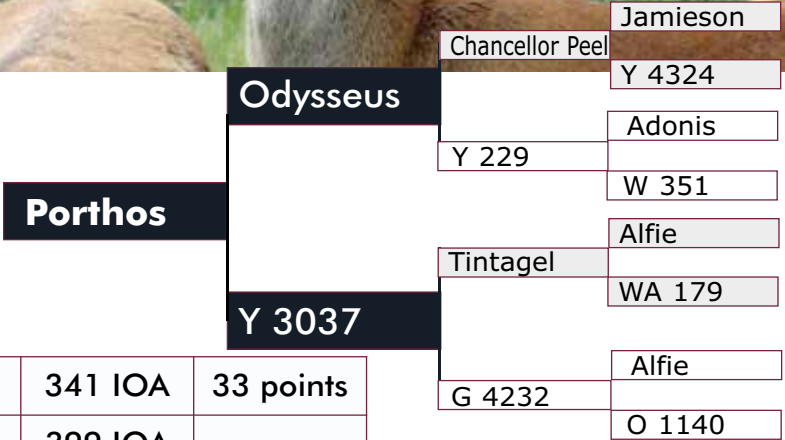 Jamieson
Chancellor Peel
Y 4324
Odysseus
Adonis
Y 229
W 351
Porthos
Alfie
Tintagel
WA 179
Y 3037
Alfie
341 IOA 33 points
G 4232
O 1140